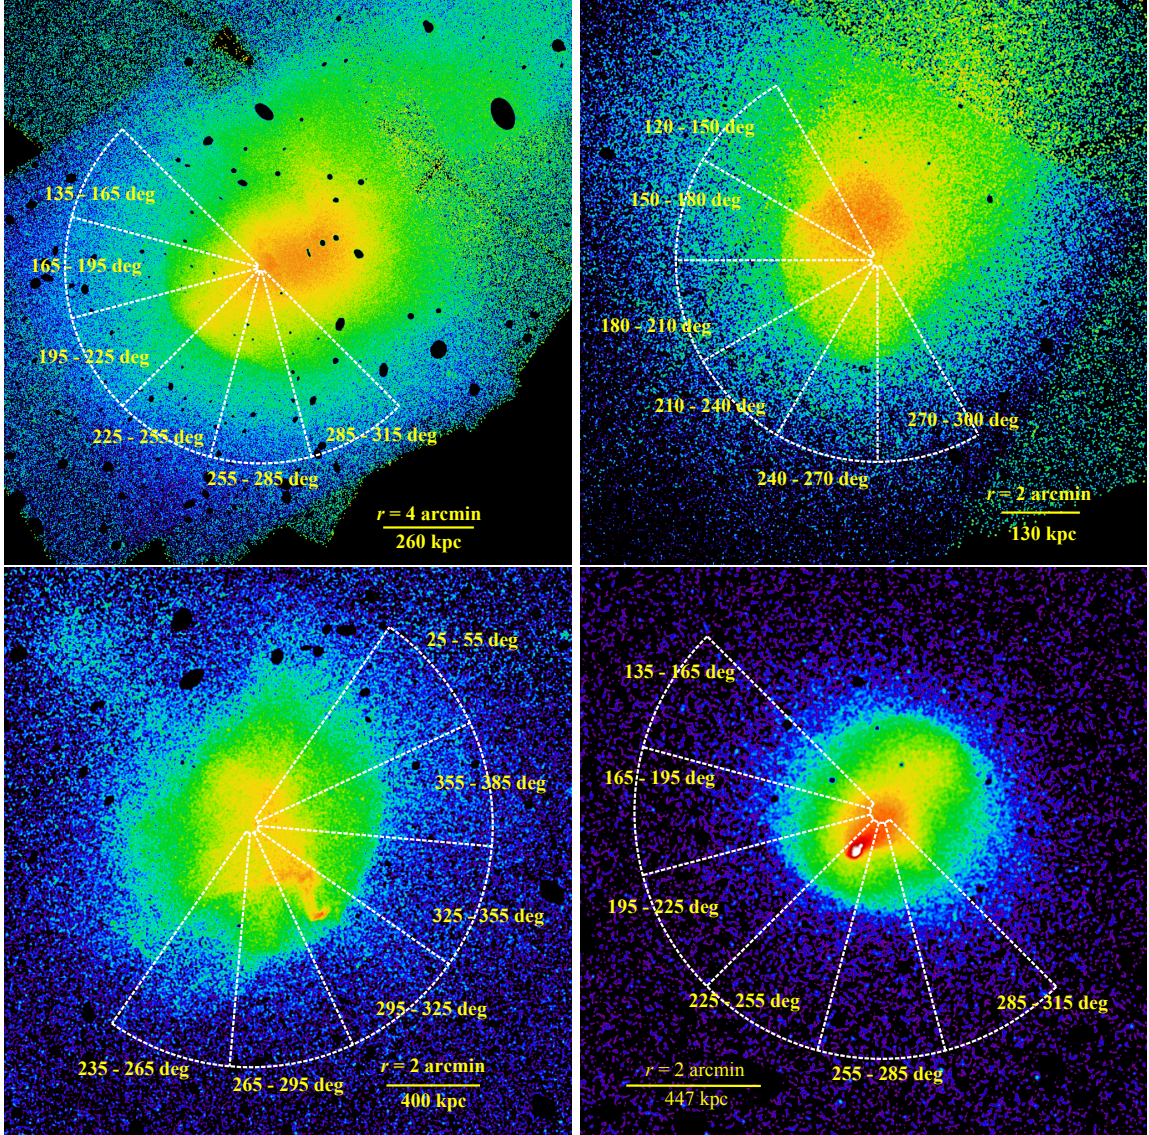 135 - 165 deg
165 - 195 deg
195 - 225 deg
225 - 255 deg
255 - 285 deg
285 - 315 deg
r = 4 arcmin
260 kpc
120 - 150 deg
150 - 180 deg
180 - 210 deg
210 - 240 deg
240 - 270 deg
270 - 300 deg
r = 2 arcmin
130 kpc
25 - 55 deg
355 - 385 deg
325 - 355 deg
295 - 325 deg
235 - 265 deg
265 - 295 deg
r = 2 arcmin
400 kpc
135 - 165 deg
165 - 195 deg
195 - 225 deg
225 - 255 deg
255 - 285 deg
285 - 315 deg
r = 2 arcmin
447 kpc